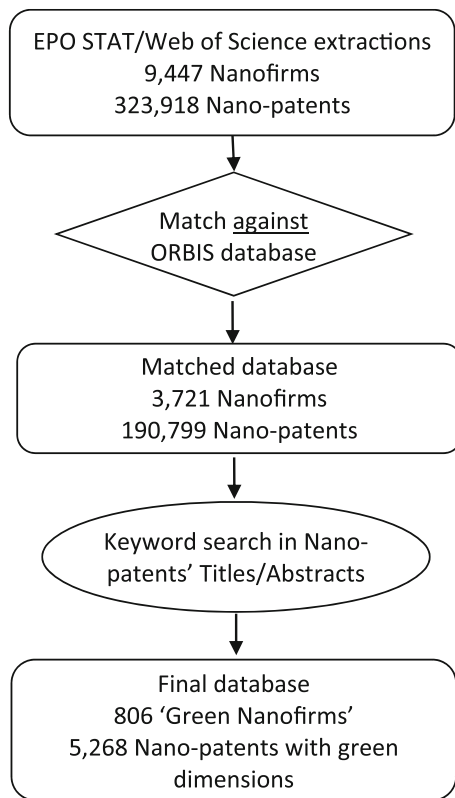 EPO STAT/Web of Science extractions
9,447 Nanofirms
323,918 Nano-patents
Match against
ORBIS database
Matched database
3,721 Nanofirms
190,799 Nano-patents
Keyword search in Nano-
patents' Titles/Abstracts
Final database
806 ‘Green Nanofirms’
5,268 Nano-patents with green
dimensions